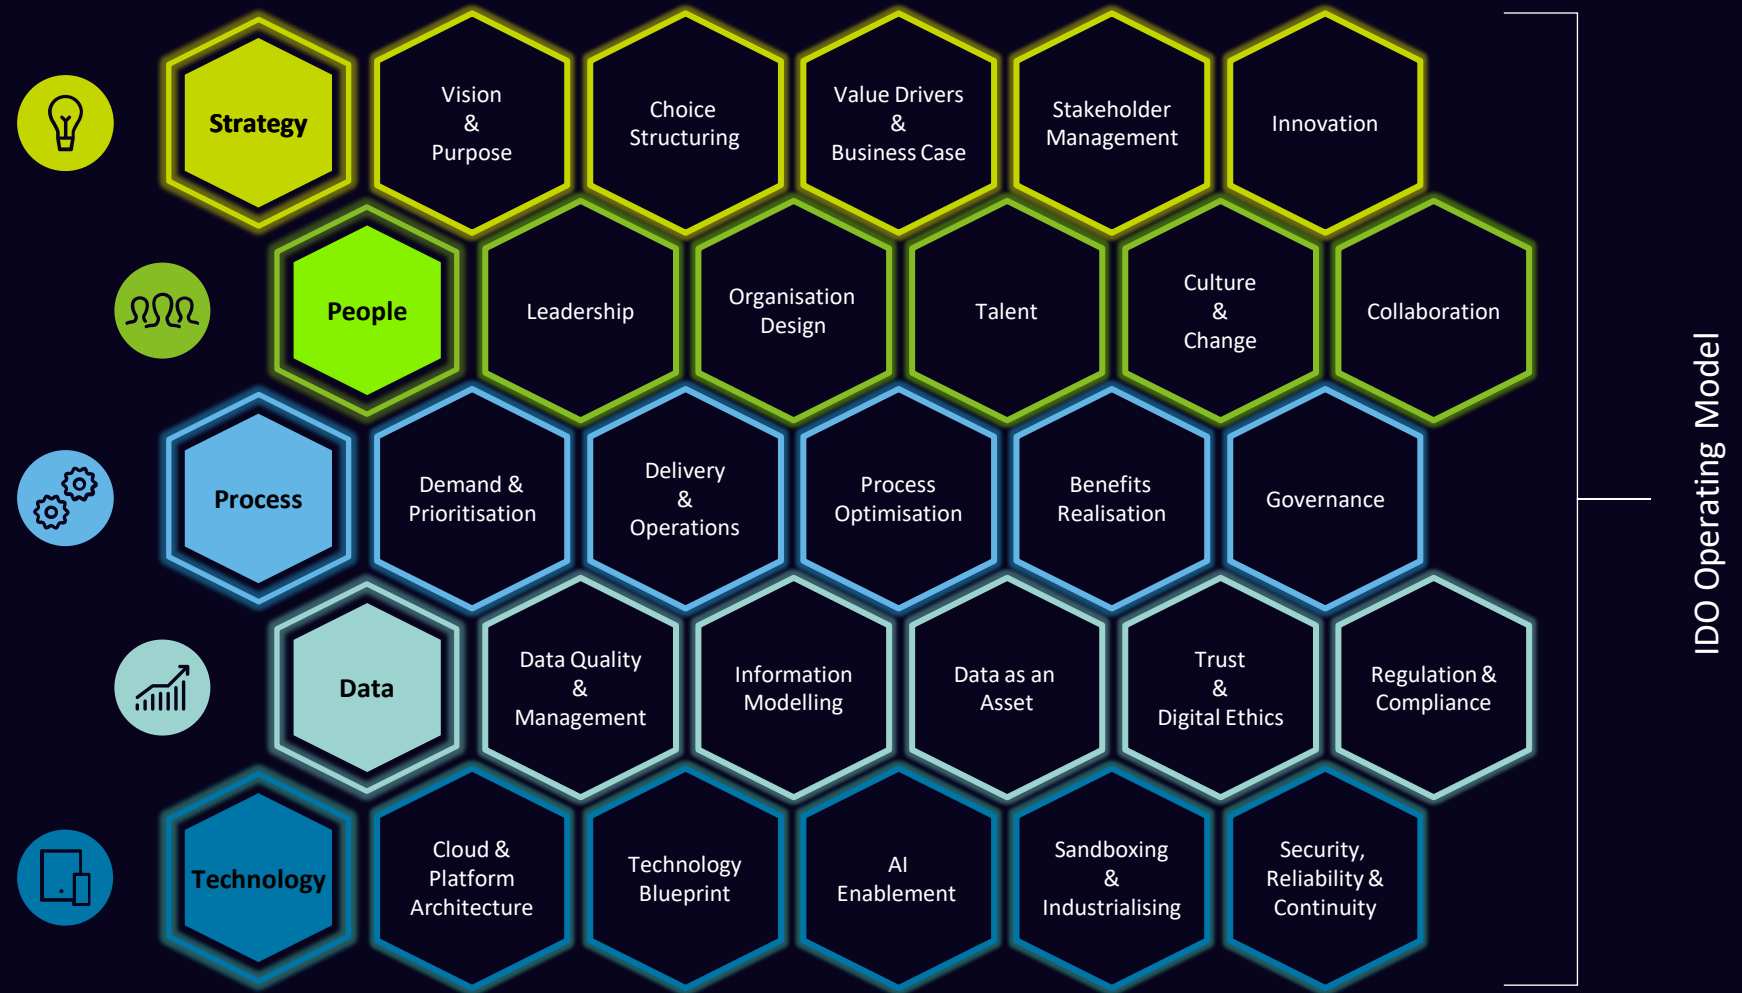 Strategy
Vision
&
Purpose
Choice
Structuring
Value Drivers
&
Business Case
Stakeholder
Management
Innovation
People
Leadership
Organisation
Design
Talent
Culture
&
Change
Collaboration
Process
Demand &
Prioritisation
Delivery
&
Operations
Process
Optimisation
Benefits
Realisation
Governance
Data
Data Quality
&
Management
Information
Modelling
Data as an
Asset
Trust
&
Digital Ethics
Regulation &
Compliance
Technology
Cloud &
Platform
Architecture
Technology
Blueprint
AI
Enablement
Sandboxing
&
Industrialising
Security,
Reliability &
Continuity
IDO Operating Model